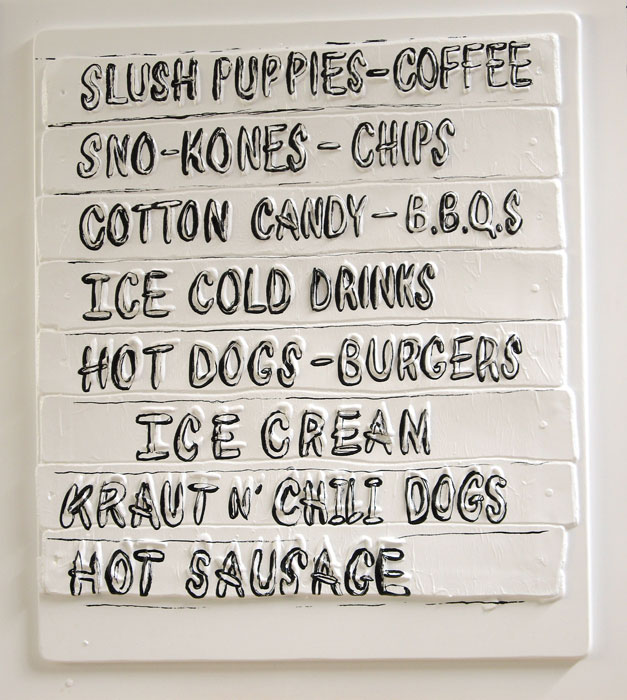 SLUSH PUPPIES-COFFEE
SNO-KONES - CHIPS
COTTON CANDY - B.B.Q.S
ICE COLD DRINKS
HOT DOGS - BURGERS
ICE CREAM
KRAUT N' CHILI DOGS
HOT SAUSAGE